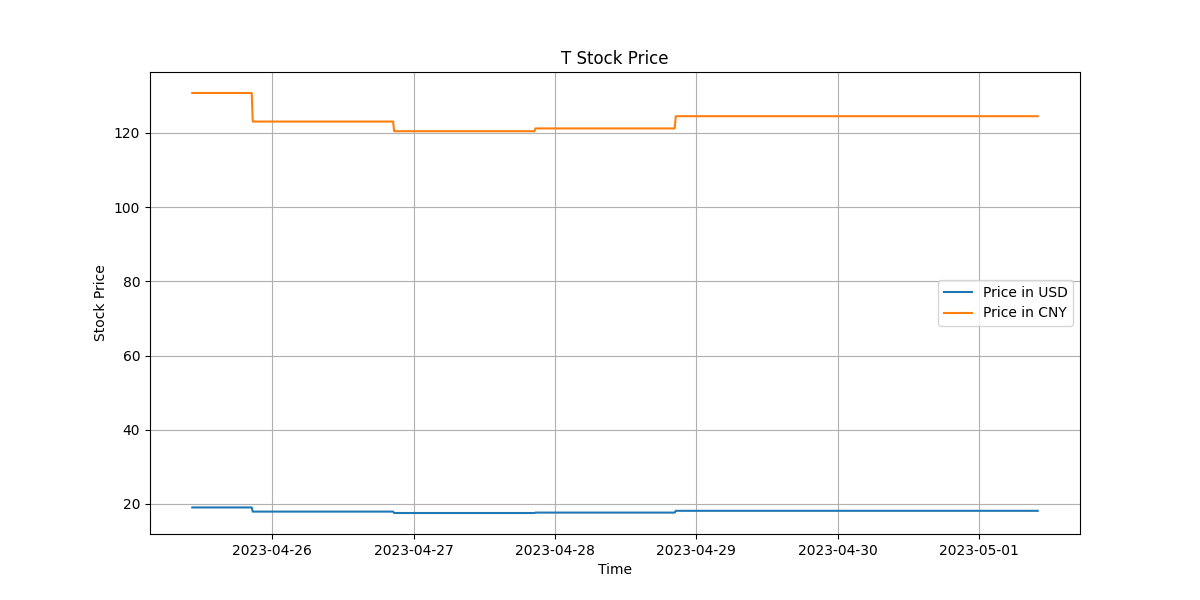 T Stock Price
Stock Price
120
100
80
60
40
20
Price in USD
Price in CNY
2023-04-26
2023-04-27
2023-04-28
2023-04-29
2023-04-30
2023-05-01
Time